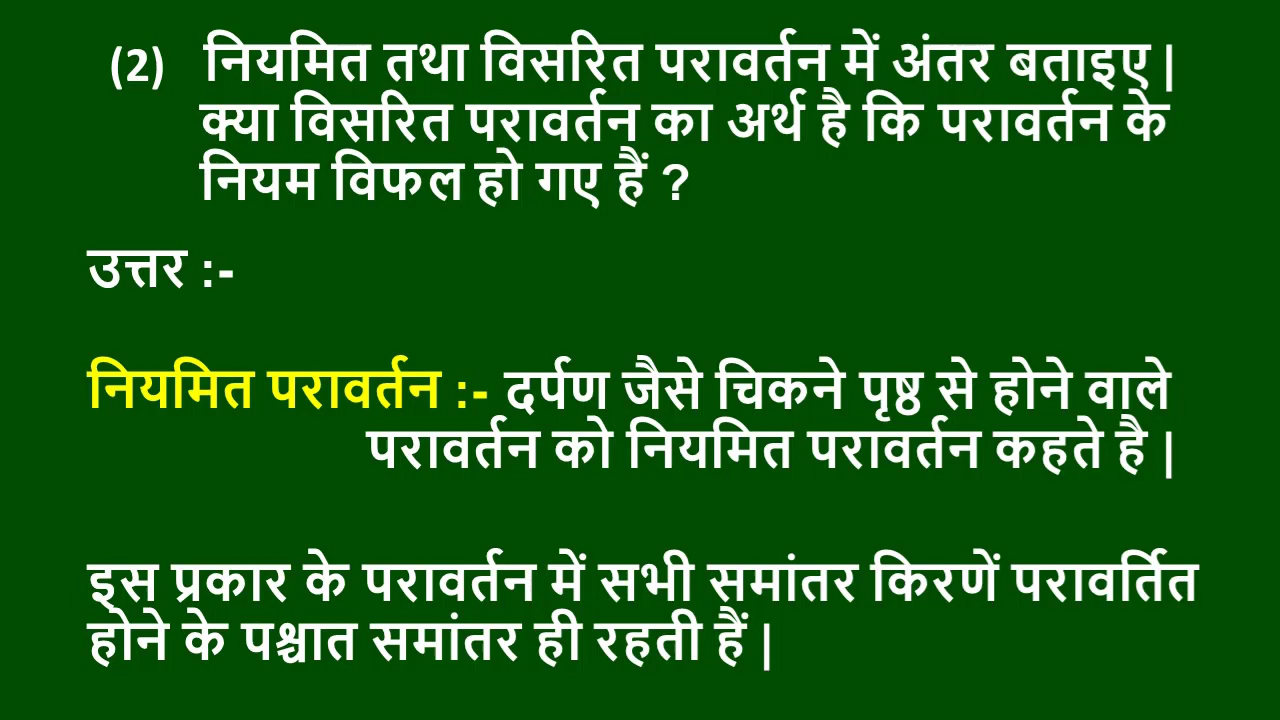 (2) नियमित तथा विसरित परावर्तन में अंतर बताइए |
क्या विसरित परावर्तन का अर्थ है कि परावर्तन के
नियम विफल हो गए हैं ?
उत्तर :-
नियमित परावर्तन :- दर्पण जैसे चिकने पृष्ठ से होने वाले
परावर्तन को नियमित परावर्तन कहते है |
इस प्रकार के परावर्तन में सभी समांतर किरणें परावर्तित
होने के पश्चात समांतर ही रहती हैं |